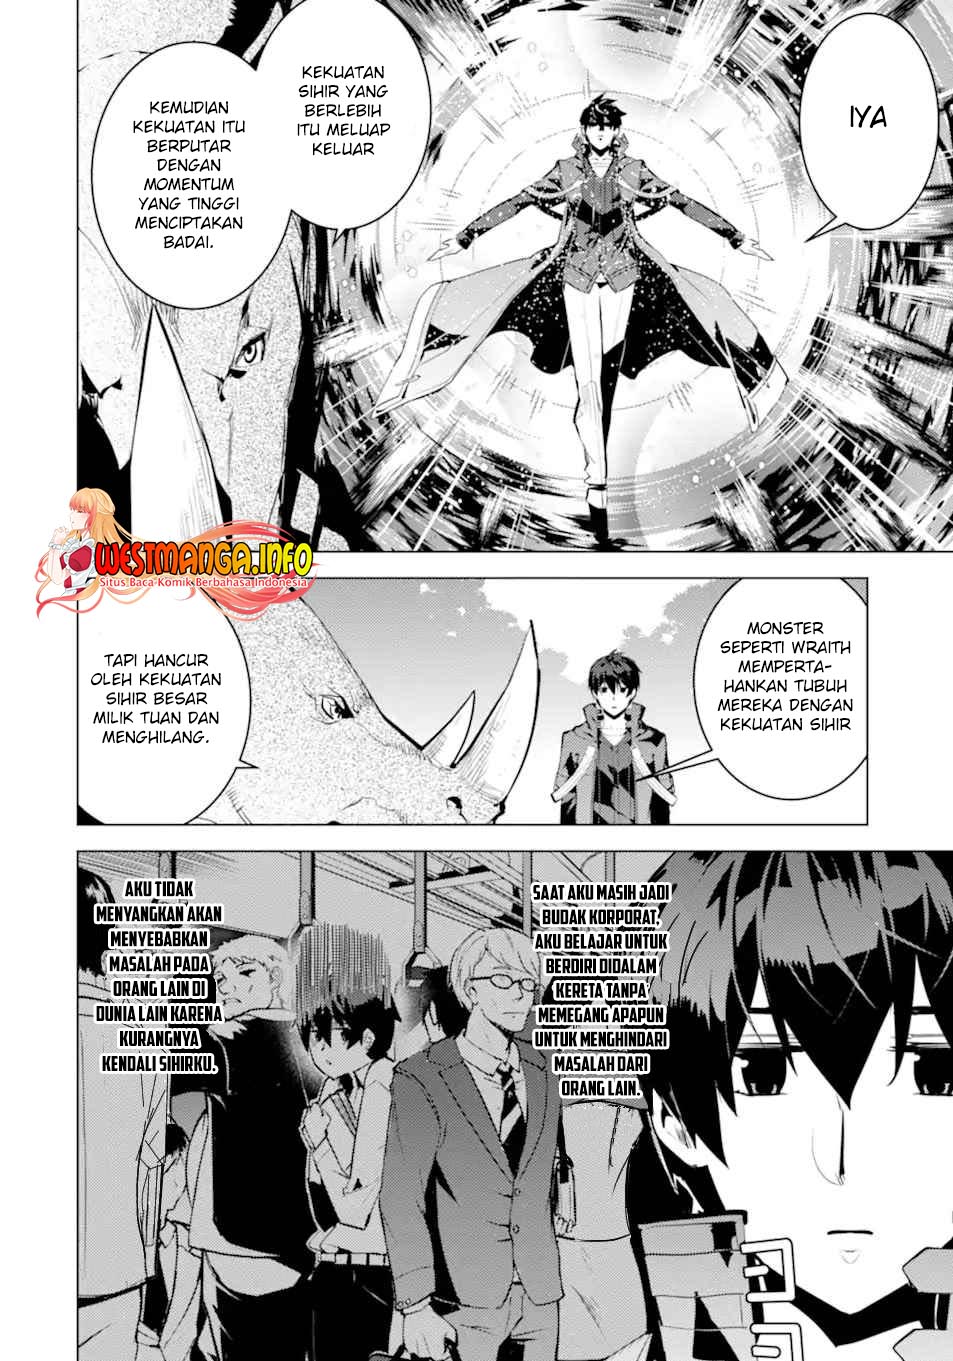 IYA
KEKUATAN
SIHIR YANG
BERLEBIH
ITU MELUAP
KELUAR
KEMUDIAN
KEKUATAN ITU
BERPUTAR
DENGAN
MOMENTUM
YANG TINGGI
MENCIPTAKAN
BADAI.
WESTMANGA.INFO
Situs Baca Komik Berbahasa Indonesia
MONSTER
SEPERTI WRAITH
MEMPERTA-
HANKAN TUBUH
MEREKA DENGAN
KEKUATAN SIHIR
TAPI HANCUR
OLEH KEKUATAN
SIHIR BESAR
MILIK TUAN DAN
MENGHILANG.
SAAT AKU MASIH JADI
BUDAK KORPORAT,
AKU BELAJAR UNTUK
BERDIRI DIDALAM
KERETA TANPA
MEMEGANG APAPUN
UNTUK MENGHINDARI
MASALAH DARI
ORANG LAIN.
AKU TIDAK
MENYANGKAN AKAN
MENYEBABKAN
MASALAH PADA
ORANG LAIN DI
DUNIA LAIN KARENA
KURANGNYA
KENDALI SIHIRKU.